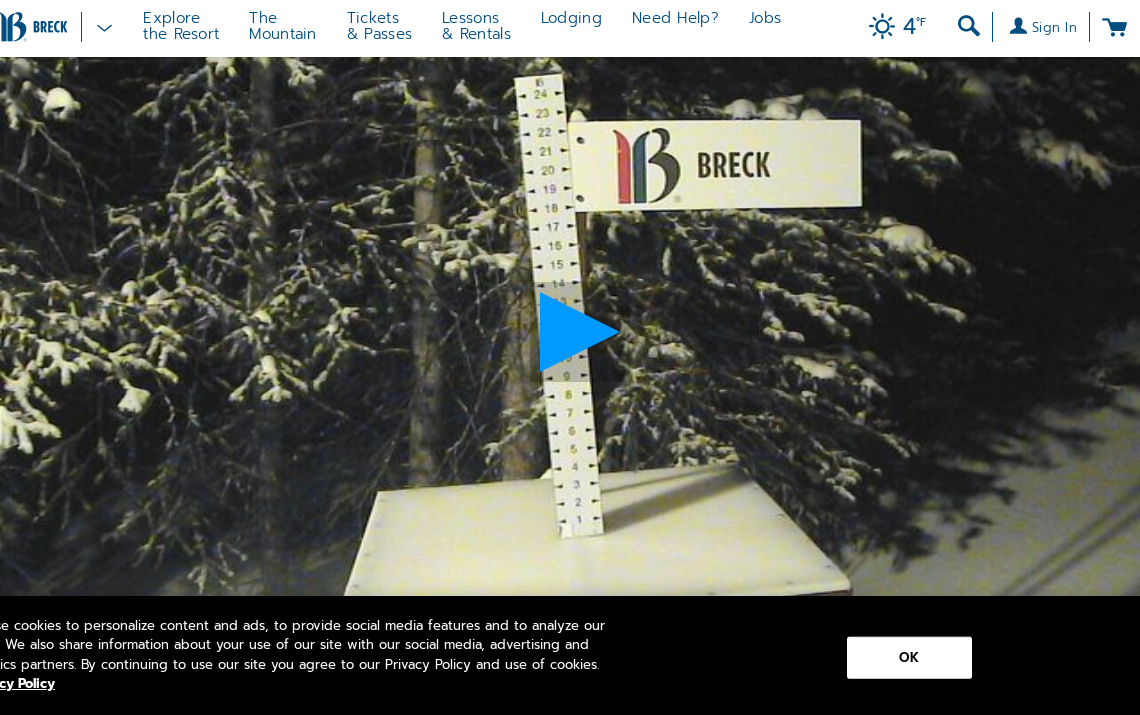 BRECK
Explore
the Resort
The
Mountain
Tickets
& Passes
Lessons
& Rentals
Lodging
Need Help?
Jobs
4°F
Sign In
24
23
22
21
20
19
18
17
16
15
14
9
8
7
6
5
4
3
2
1
BRECK
se cookies to personalize content and ads, to provide social media features and to analyze our
We also share information about your use of our site with our social media, advertising and
ics partners. By continuing to use our site you agree to our Privacy Policy and use of cookies.
cy Policy
OK